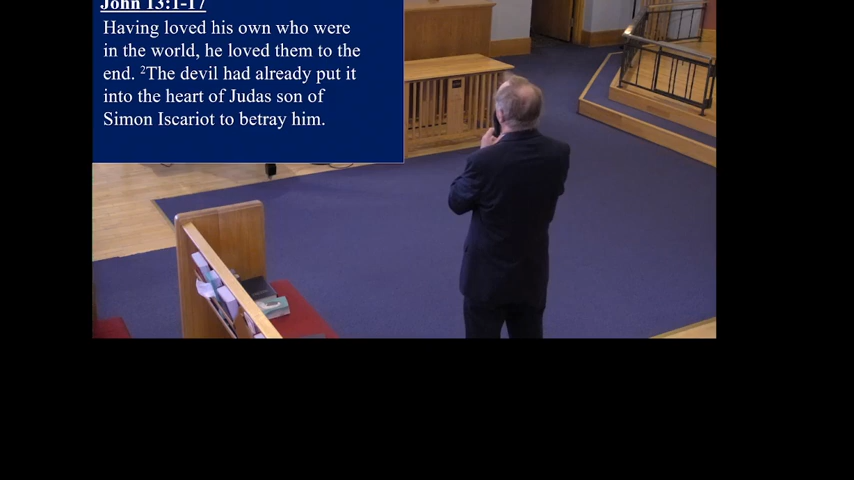 John 13:1-17
Having loved his own who were
in the world, he loved them to the
end. ²The devil had already put it
into the heart of Judas son of
Simon Iscariot to betray him.